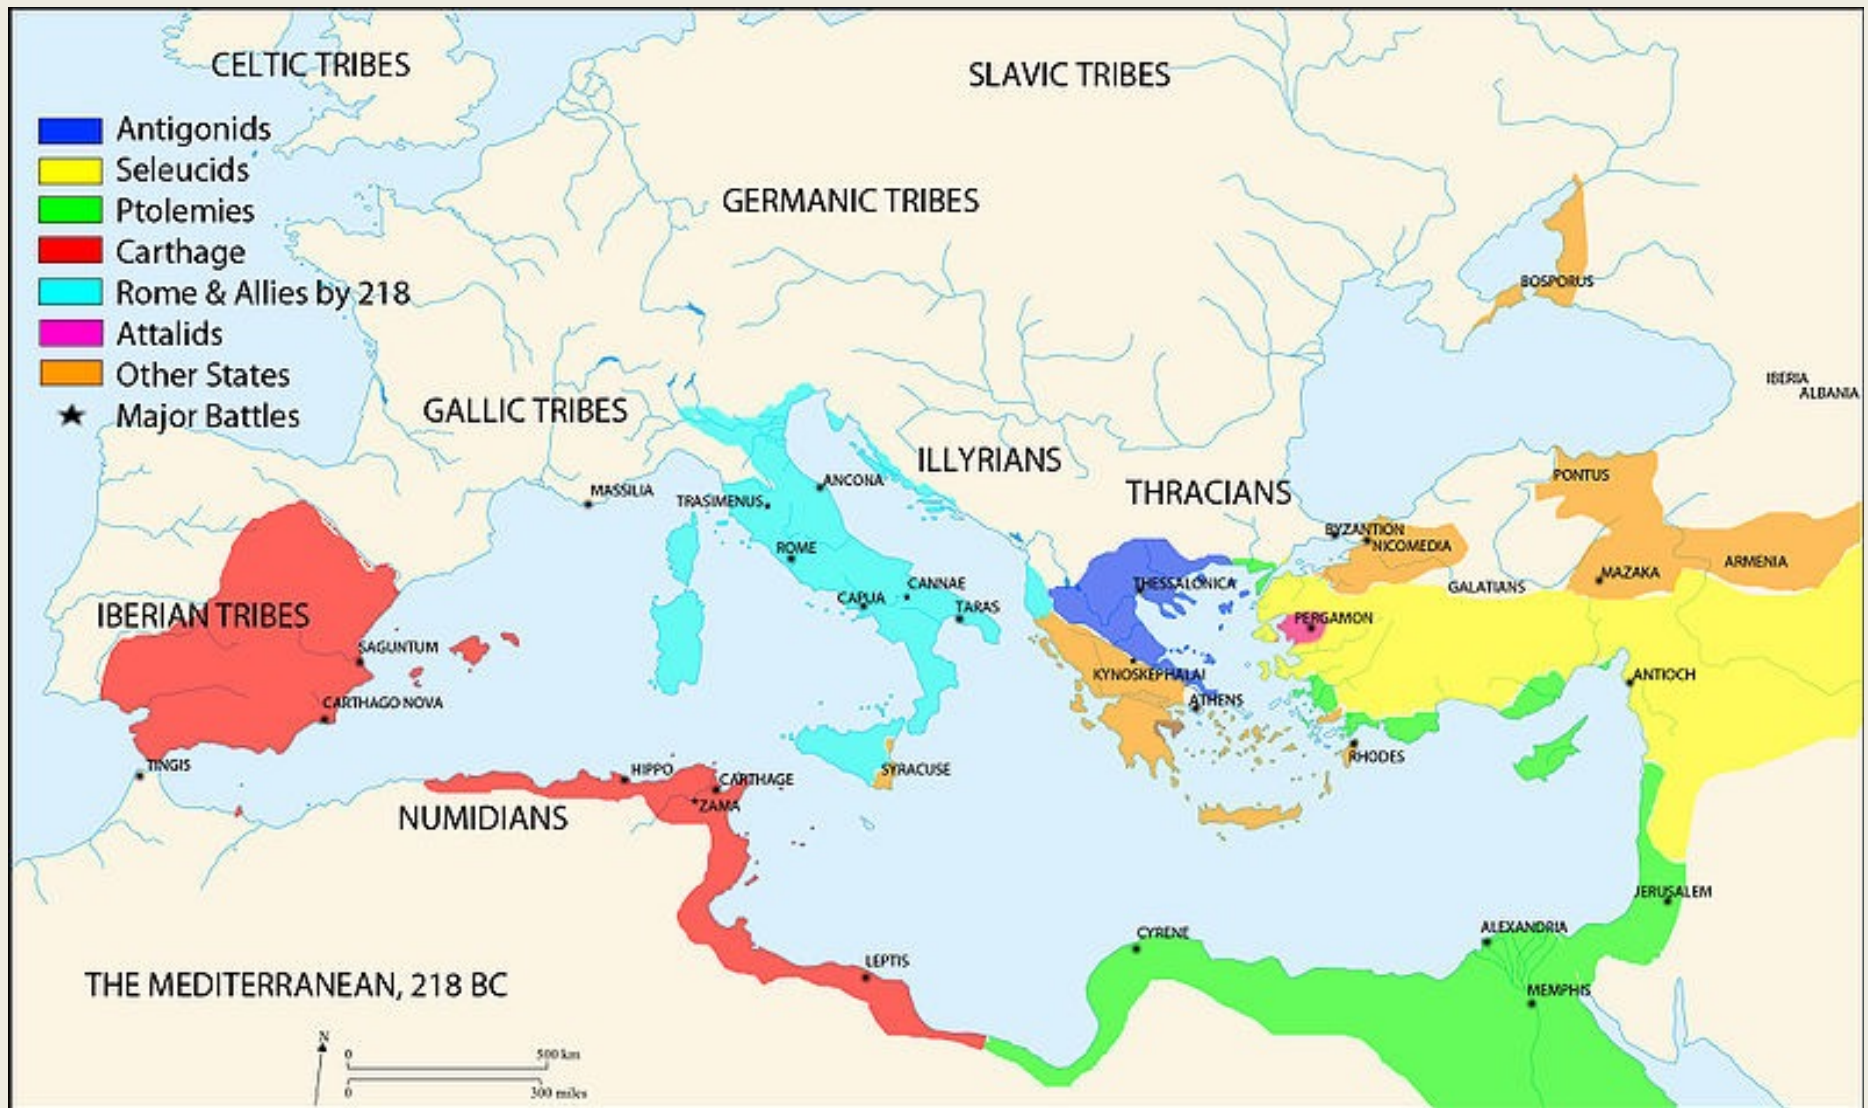 CELTIC TRIBES
SLAVIC TRIBES
Antigonids
Seleucids
Ptolemies
Carthage
Rome & Allies by 218
Attalids
Other States
Major Battles
GERMANIC TRIBES
BOSPORUS
IBERIA
ALBANIA
GALLIC TRIBES
ILLYRIANS
THRACIANS
PONTUS
MASSILIA
TRASIMENUS
ANCONA
BYZANTION
NICOMEDIA
ROME
CANNAE
CAPUA
TARAS
THESSALONICA
GALATIANS
MAZAKA
ARMENIA
IBERIAN TRIBES
PERGAMON
SAGUNTUM
KYNOSKEPHALAI
ANTIOCH
CARTHAGO NOVA
ATHENS
TINGIS
HIPPO
CARTHAGE
SYRACUSE
RHODES
ZAMA
NUMIDIANS
JERUSALEM
CYRENE
ALEXANDRIA
LEPTIS
MEMPHIS
THE MEDITERRANEAN, 218 BC
N
0 500 km
0 300 miles